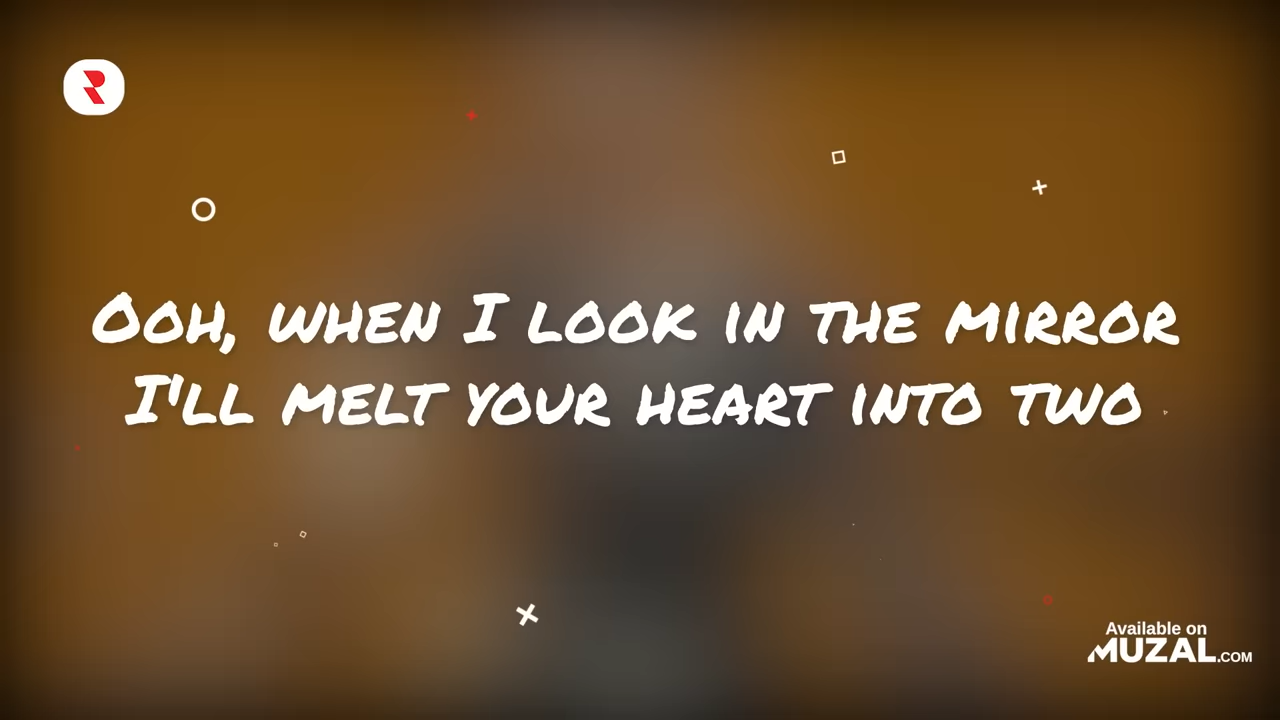 Ooh, when I look in the mirror
I'll melt your heart into two
Available on
MUZAL.COM